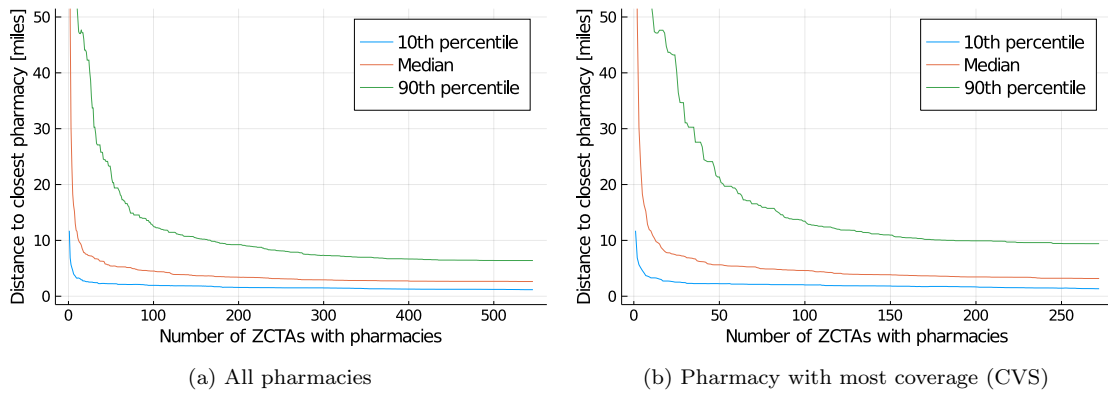 Distance to closest pharmacy [miles]
50
40
30
20
10
0
10th percentile
Median
90th percentile
0
100
200
300
400
500
Number of ZCTAs with pharmacies
(a) All pharmacies
Distance to closest pharmacy [miles]
50
40
30
20
10
0
10th percentile
Median
90th percentile
0
50
100
150
200
250
Number of ZCTAs with pharmacies
(b) Pharmacy with most coverage (CVS)